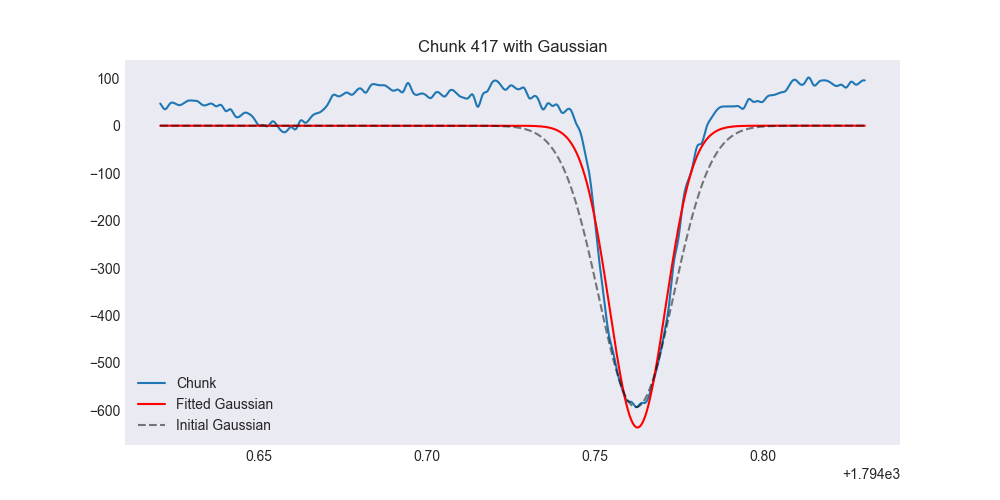 Chunk 417 with Gaussian
100
0
−100
−200
−300
−400
−500
−600
Chunk
Fitted Gaussian
Initial Gaussian
0.65 0.70 0.75 0.80
+1.794e3